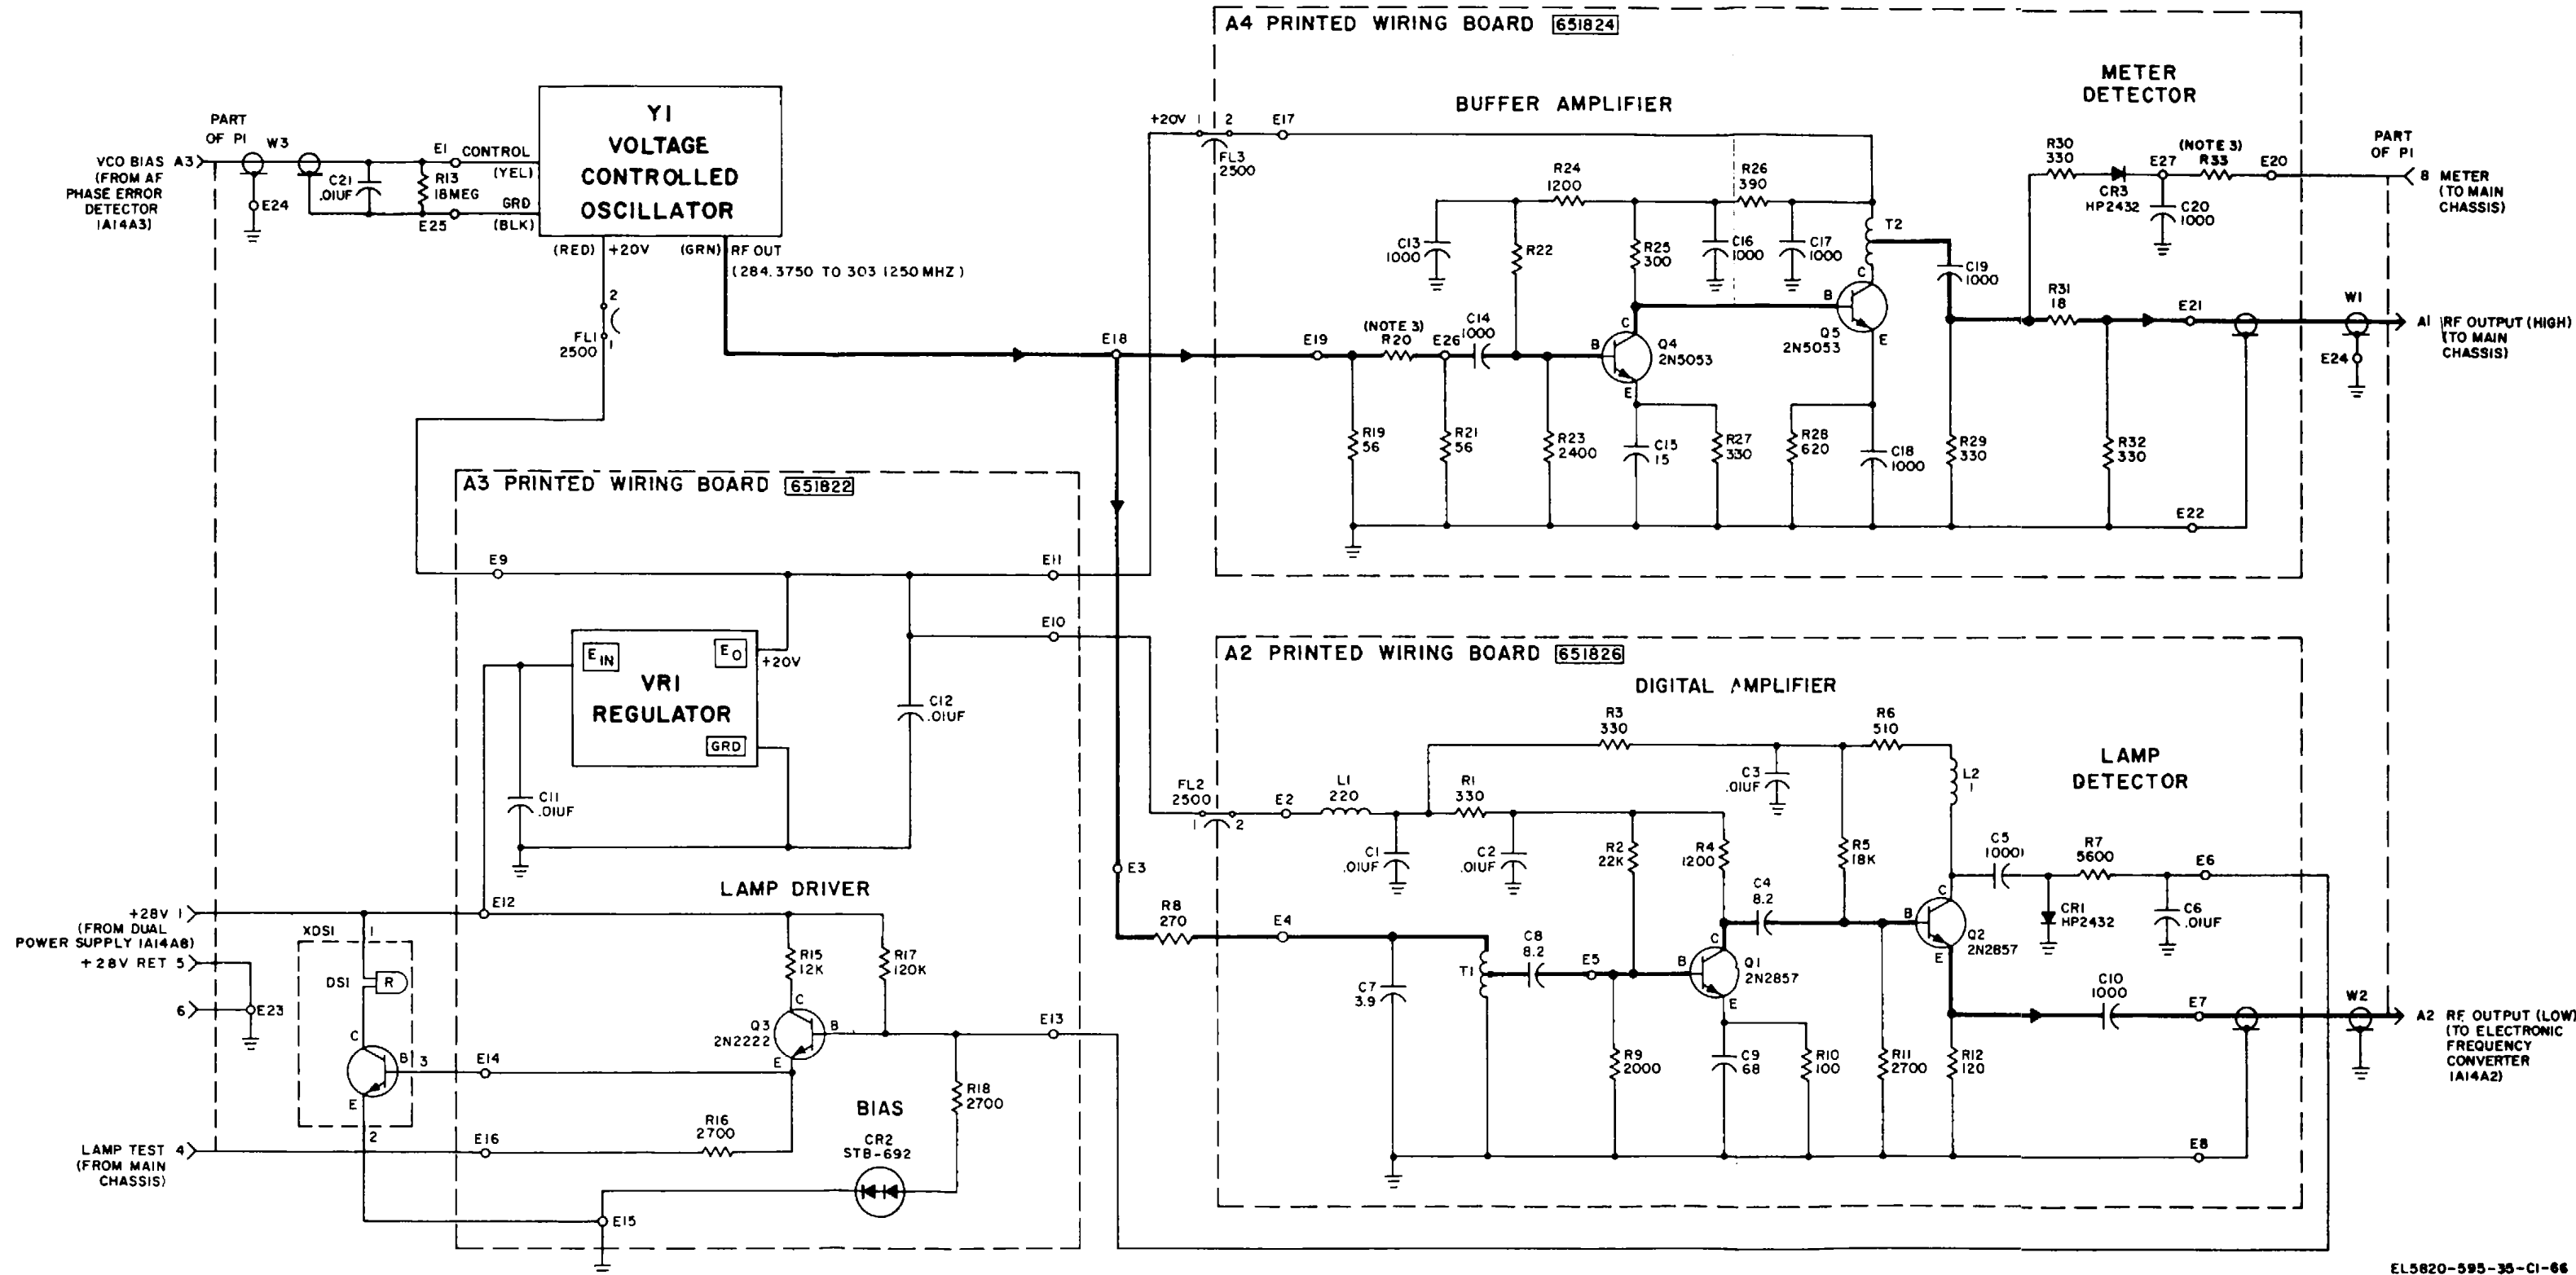 A4 PRINTED WIRING BOARD 651824
METER
DETECTOR
BUFFER AMPLIFIER
PART
OF P1
W3
VCO BIAS A3
(FROM AF
PHASE ERROR
DETECTOR
1A14A3)
E24
C21
.01UF
R13
18MEG
E1
CONTROL
(YEL)
GRD
(BLK)
E25
Y1
VOLTAGE
CONTROLLED
OSCILLATOR
(RED) +20V
(GRN) RF OUT
(284.3750 TO 303 1250 MHZ)
2
FL1
2500
1
+20V 1 2
E17
FL3
2500
R24
1200
R26
390
C13
1000
R22
R25
300
C16
1000
C17
1000
T2
C
C19
1000
B
Q5
2N5053
E
R30
330
CR3
HP2432
E27
(NOTE 3)
R33
E20
C20
1000
PART
OF P1
8 METER
(TO MAIN
CHASSIS)
R31
18
E21
W1
A1 RF OUTPUT (HIGH)
(TO MAIN
CHASSIS)
E24
E18
E19
(NOTE 3)
R20
E26
C14
1000
C
B
Q4
2N5053
E
R19
56
R21
56
R23
2400
C15
15
R27
330
R28
620
C18
1000
R29
330
R32
330
E22
A3 PRINTED WIRING BOARD 651822
E9
E11
E10
E IN
E O
+20V
VR1
REGULATOR
GRD
C12
.01UF
C11
.01UF
LAMP DRIVER
+28V 1
(FROM DUAL
POWER SUPPLY 1A14A8)
+28V RET 5
6
E23
XDS1
1
DS1
R
C
B
3
E
2
E12
E14
E16
LAMP TEST 4
(FROM MAIN
CHASSIS)
R15
12K
R17
120K
C
Q3
2N2222
B
E
E13
R18
2700
R16
2700
BIAS
CR2
STB-692
E15
A2 PRINTED WIRING BOARD 651826
DIGITAL AMPLIFIER
LAMP
DETECTOR
FL2
2500
1 2
E2
L1
220
R1
330
R3
330
R6
510
C1
.01UF
C2
.01UF
C3
.01UF
L2
1
R2
22K
R4
1200
R5
18K
C4
8.2
C5
1000
R7
5600
E6
CR1
HP2432
C6
.01UF
E3
R8
270
E4
C7
3.9
T1
C8
8.2
E5
C
B
Q1
2N2857
E
C
B
Q2
2N2857
E
C10
1000
E7
W2
A2 RF OUTPUT (LOW)
(TO ELECTRONIC
FREQUENCY
CONVERTER
1A14A2)
R9
2000
C9
68
R10
100
R11
2700
R12
120
E8
EL5820-595-35-C1-66